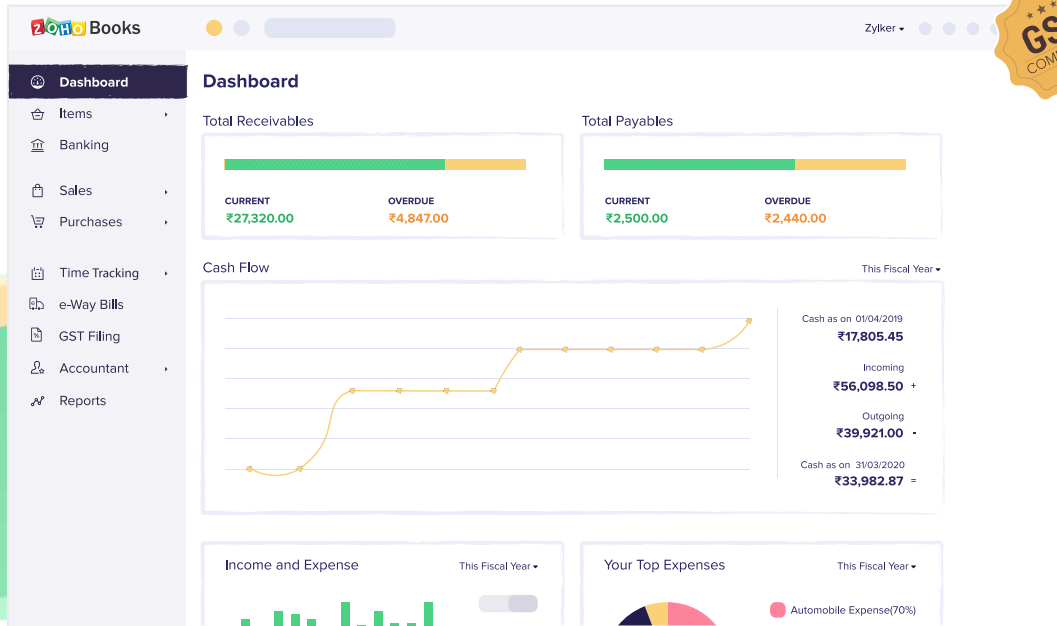 ZOHO Books
Zylker
Dashboard
Items
Banking
Sales
Purchases
Time Tracking
e-Way Bills
GST Filing
Accountant
Reports
Dashboard
Total Receivables
CURRENT OVERDUE
₹27,320.00 ₹4,847.00
Total Payables
CURRENT OVERDUE
₹2,500.00 ₹2,440.00
Cash Flow
This Fiscal Year
Cash as on 01/04/2019
₹17,805.45
Incoming
₹56,098.50 +
Outgoing
₹39,921.00 -
Cash as on 31/03/2020
₹33,982.87 =
Income and Expense
This Fiscal Year
Your Top Expenses
This Fiscal Year
Automobile Expense(70%)